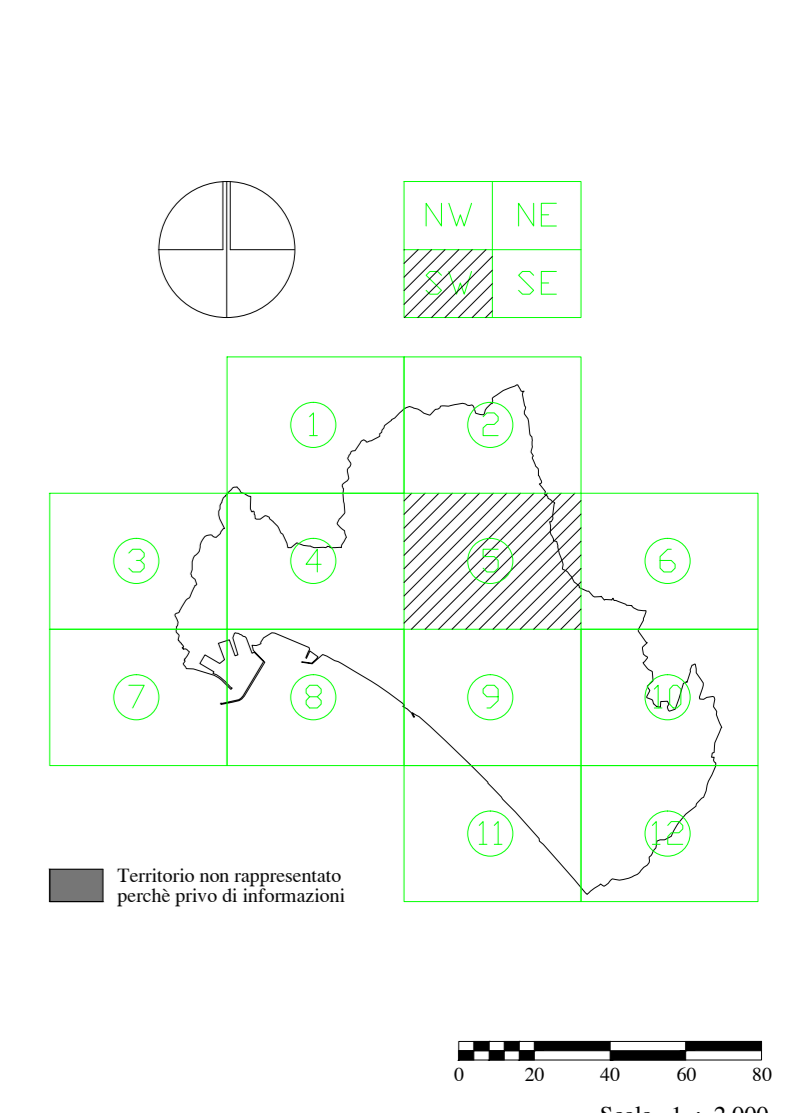 NW NE
SW SE
1 2
3 4 5 6
7 8 9 10
11 12
Territorio non rappresentato
perchè privo di informazioni
0 20 40 60 80